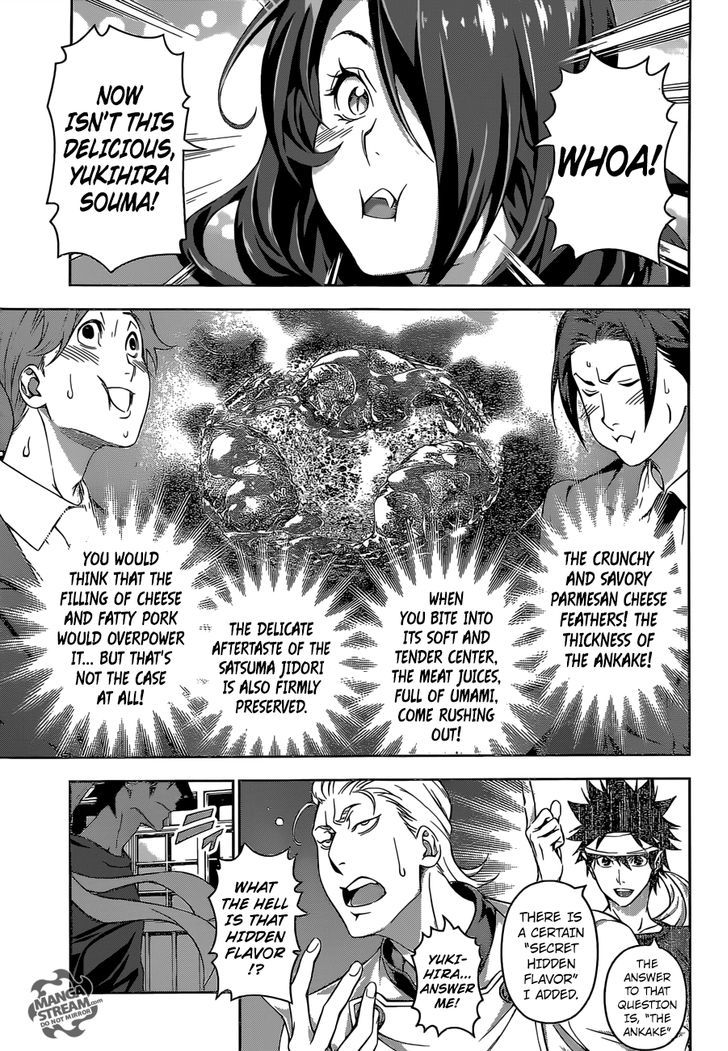 WHOA!
NOW
ISN'T THIS
DELICIOUS,
YUKIHIRA
SOUMA!
THE CRUNCHY
AND SAVORY
PARMESAN CHEESE
FEATHERS! THE
THICKNESS OF
THE ANKAKE!
WHEN
YOU BITE INTO
ITS SOFT AND
TENDER CENTER,
THE MEAT JUICES,
FULL OF UMAMI,
COME RUSHING
OUT!
THE DELICATE
AFTERTASTE OF THE
SATSUMA JIDORI
IS ALSO FIRMLY
PRESERVED.
YOU WOULD
THINK THAT THE
FILLING OF CHEESE
AND FATTY PORK
WOULD OVERPOWER
IT... BUT THAT'S
NOT THE CASE
AT ALL!
THE
ANSWER TO
THAT
QUESTION
IS, "THE
ANKAKE"
THERE IS
A CERTAIN
"SECRET
HIDDEN
FLAVOR"
I ADDED.
YUKI-
HIRA...
ANSWER
ME!
WHAT
THE HELL
IS THAT
HIDDEN
FLAVOR
!?
MANGA
STREAM.com
DO NOT MIRROR